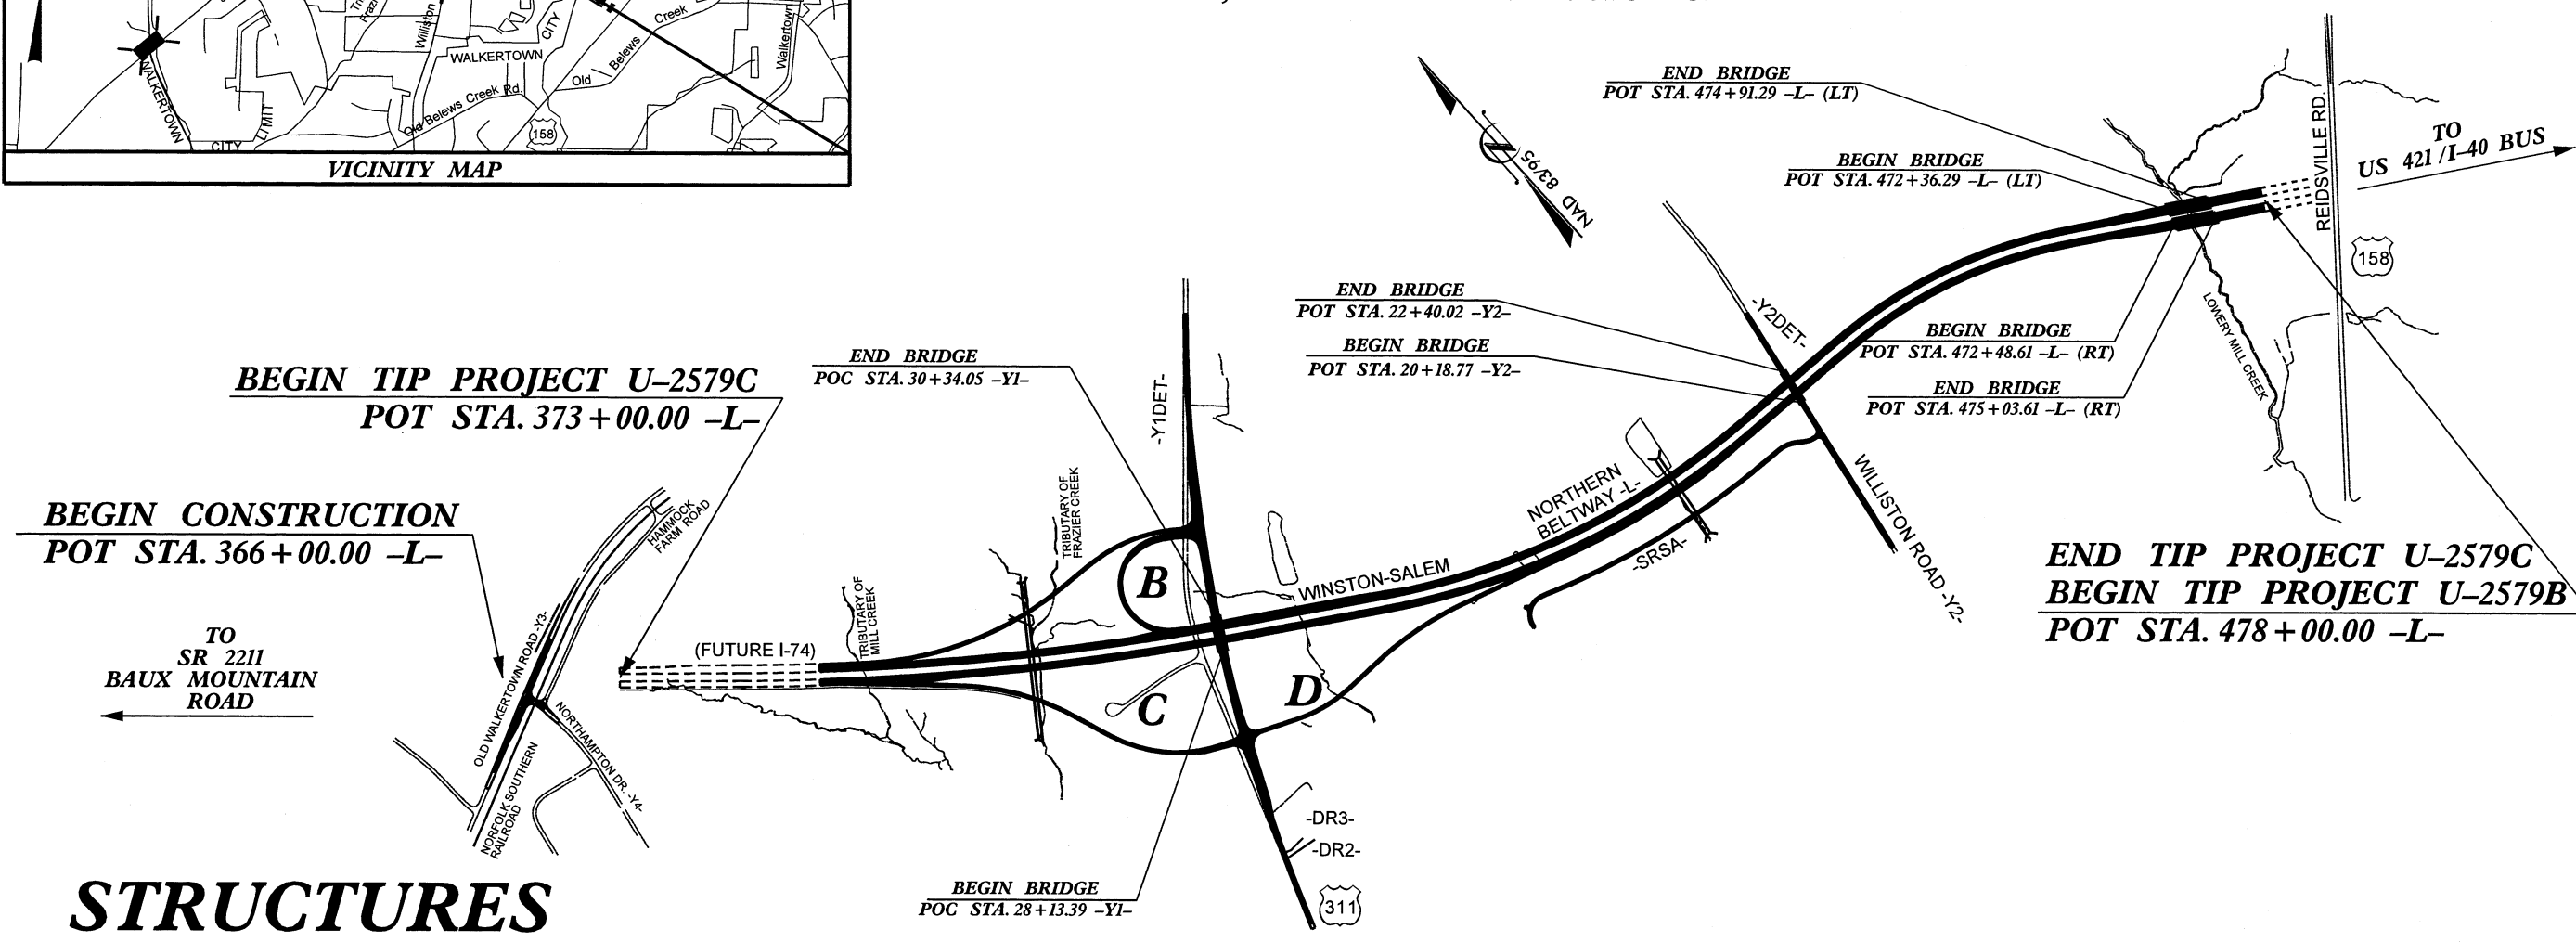 Williston
CITY
Creek
Walkertown
WALKERTOWN
Belews
Old
WALKERTOWN
Old Belews Creek Rd.
LIMIT
158
CITY
VICINITY MAP
END BRIDGE
POT STA. 474+91.29 –L– (LT)
BEGIN BRIDGE
POT STA. 472+36.29 –L– (LT)
NAD 83/95
REIDSVILLE RD.
TO
US 421/I–40 BUS
158
END BRIDGE
POT STA. 22+40.02 –Y2–
BEGIN BRIDGE
POT STA. 20+18.77 –Y2–
-Y2DET-
BEGIN BRIDGE
POT STA. 472+48.61 –L– (RT)
END BRIDGE
POT STA. 475+03.61 –L– (RT)
LOWERY MILL CREEK
BEGIN TIP PROJECT U–2579C
POT STA. 373+00.00 –L–
END BRIDGE
POC STA. 30+34.05 –Y1–
-Y1DET-
BEGIN CONSTRUCTION
POT STA. 366+00.00 –L–
HAMMOCK
FARM ROAD
TRIBUTARY OF
FRAZIER CREEK
TRIBUTARY OF
MILL CREEK
B
NORTHERN
BELTWAY -L-
WINSTON-SALEM
-SRSA-
WILLISTON ROAD -Y2-
END TIP PROJECT U–2579C
BEGIN TIP PROJECT U–2579B
POT STA. 478+00.00 –L–
TO
SR 2211
BAUX MOUNTAIN
ROAD
OLD WALKERTOWN ROAD -Y3-
(FUTURE I-74)
NORTHAMPTON DR. -Y4-
NORFOLK SOUTHERN
RAILROAD
C
D
-DR3-
-DR2-
BEGIN BRIDGE
POC STA. 28+13.39 –Y1–
311
STRUCTURES